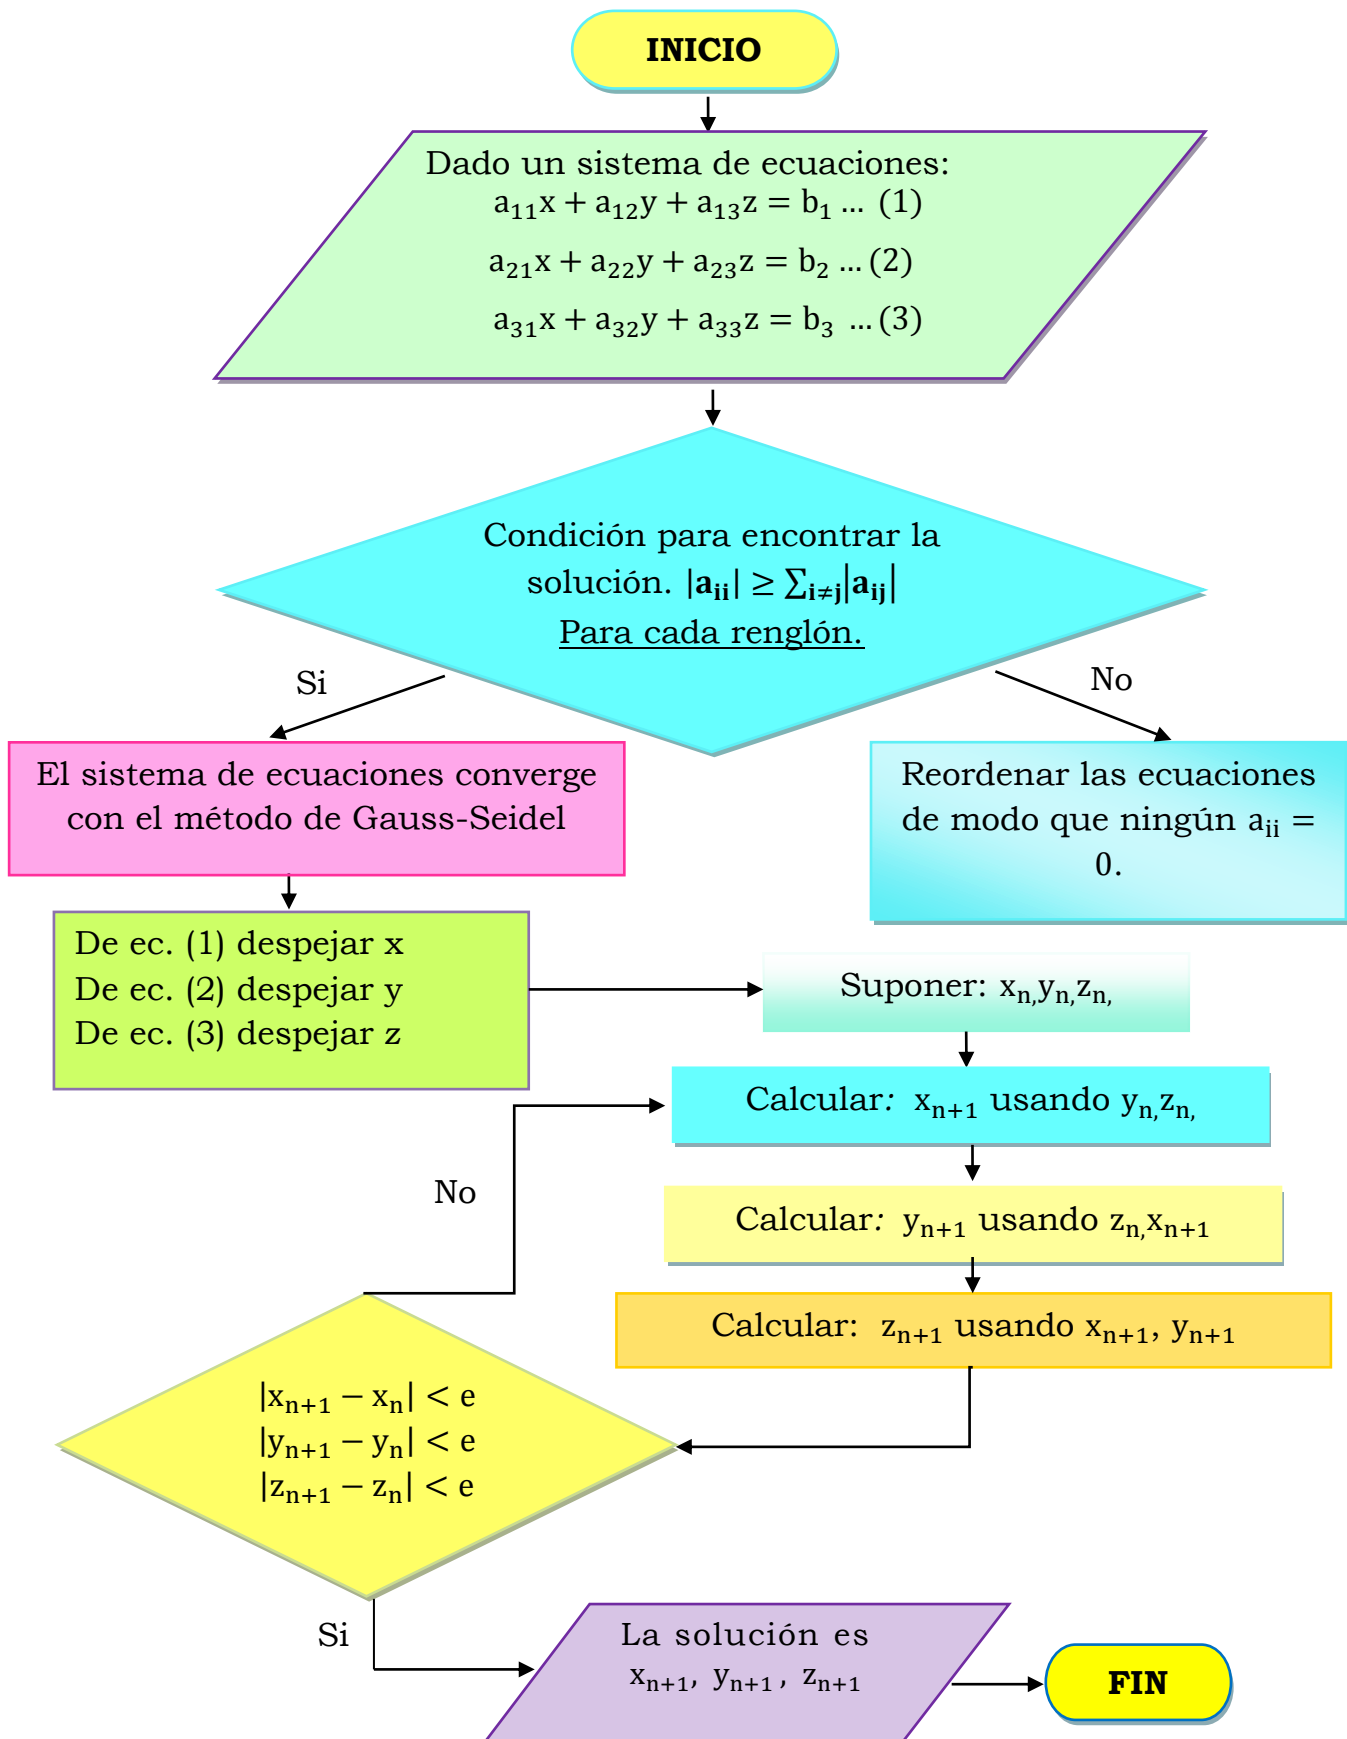 INICIO
Dado un sistema de ecuaciones:
a₁₁x + a₁₂y + a₁₃z = b₁ … (1)
a₂₁x + a₂₂y + a₂₃z = b₂ … (2)
a₃₁x + a₃₂y + a₃₃z = b₃ … (3)
Condición para encontrar la
solución. |aᵢᵢ| ≥ ∑ᵢ≠ⱼ|aᵢⱼ|
Para cada renglón.
Si
No
El sistema de ecuaciones converge
con el método de Gauss-Seidel
Reordenar las ecuaciones
de modo que ningún aᵢᵢ =
0.
De ec. (1) despejar x
De ec. (2) despejar y
De ec. (3) despejar z
Suponer: xₙ,yₙ,zₙ,
Calcular: xₙ₊₁ usando yₙ,zₙ,
No
Calcular: yₙ₊₁ usando zₙ,xₙ₊₁
Calcular: zₙ₊₁ usando xₙ₊₁, yₙ₊₁
|xₙ₊₁ − xₙ| < e
|yₙ₊₁ − yₙ| < e
|zₙ₊₁ − zₙ| < e
Si
La solución es
xₙ₊₁, yₙ₊₁, zₙ₊₁
FIN